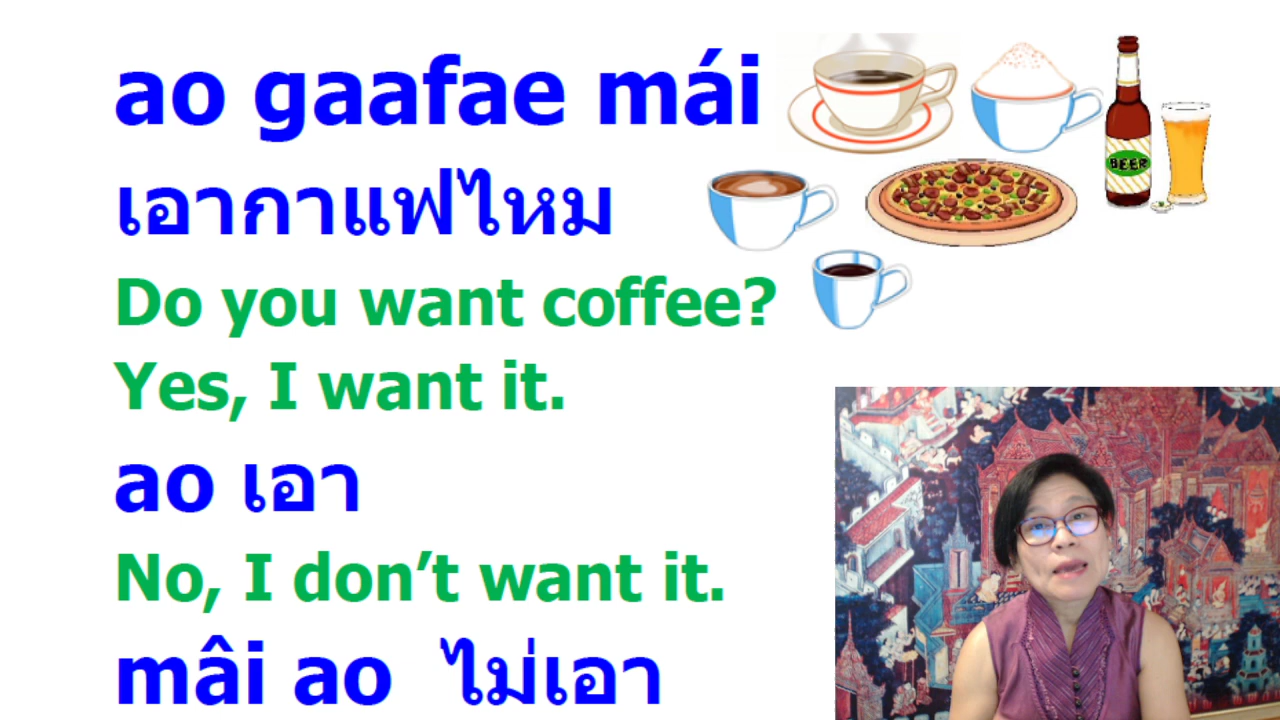 ao gaafae mái
เอากาแฟไหม
Do you want coffee?
Yes, I want it.
ao เอา
No, I don’t want it.
mâi ao ไม่เอา
BEER